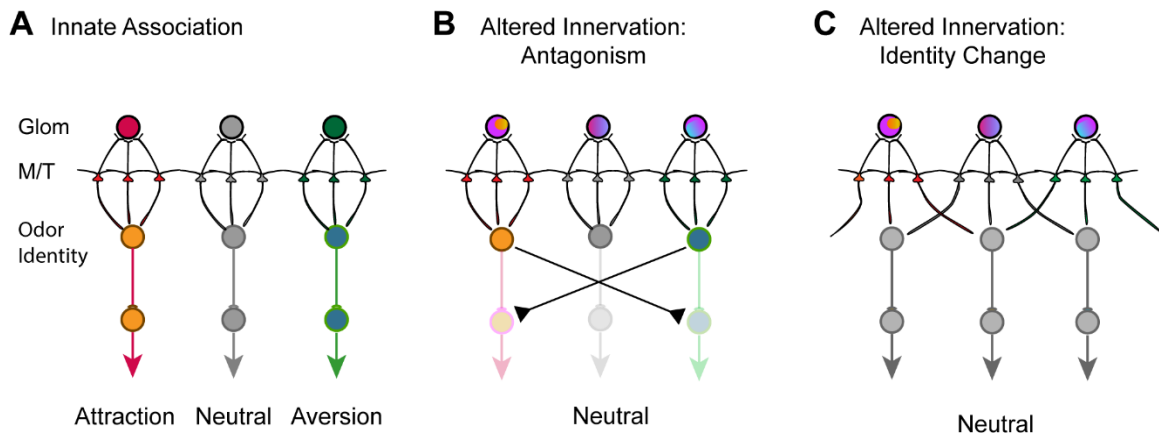 A Innate Association
B Altered Innervation:
Antagonism
C Altered Innervation:
Identity Change
Glom
M/T
Odor
Identity
Attraction Neutral Aversion
Neutral
Neutral